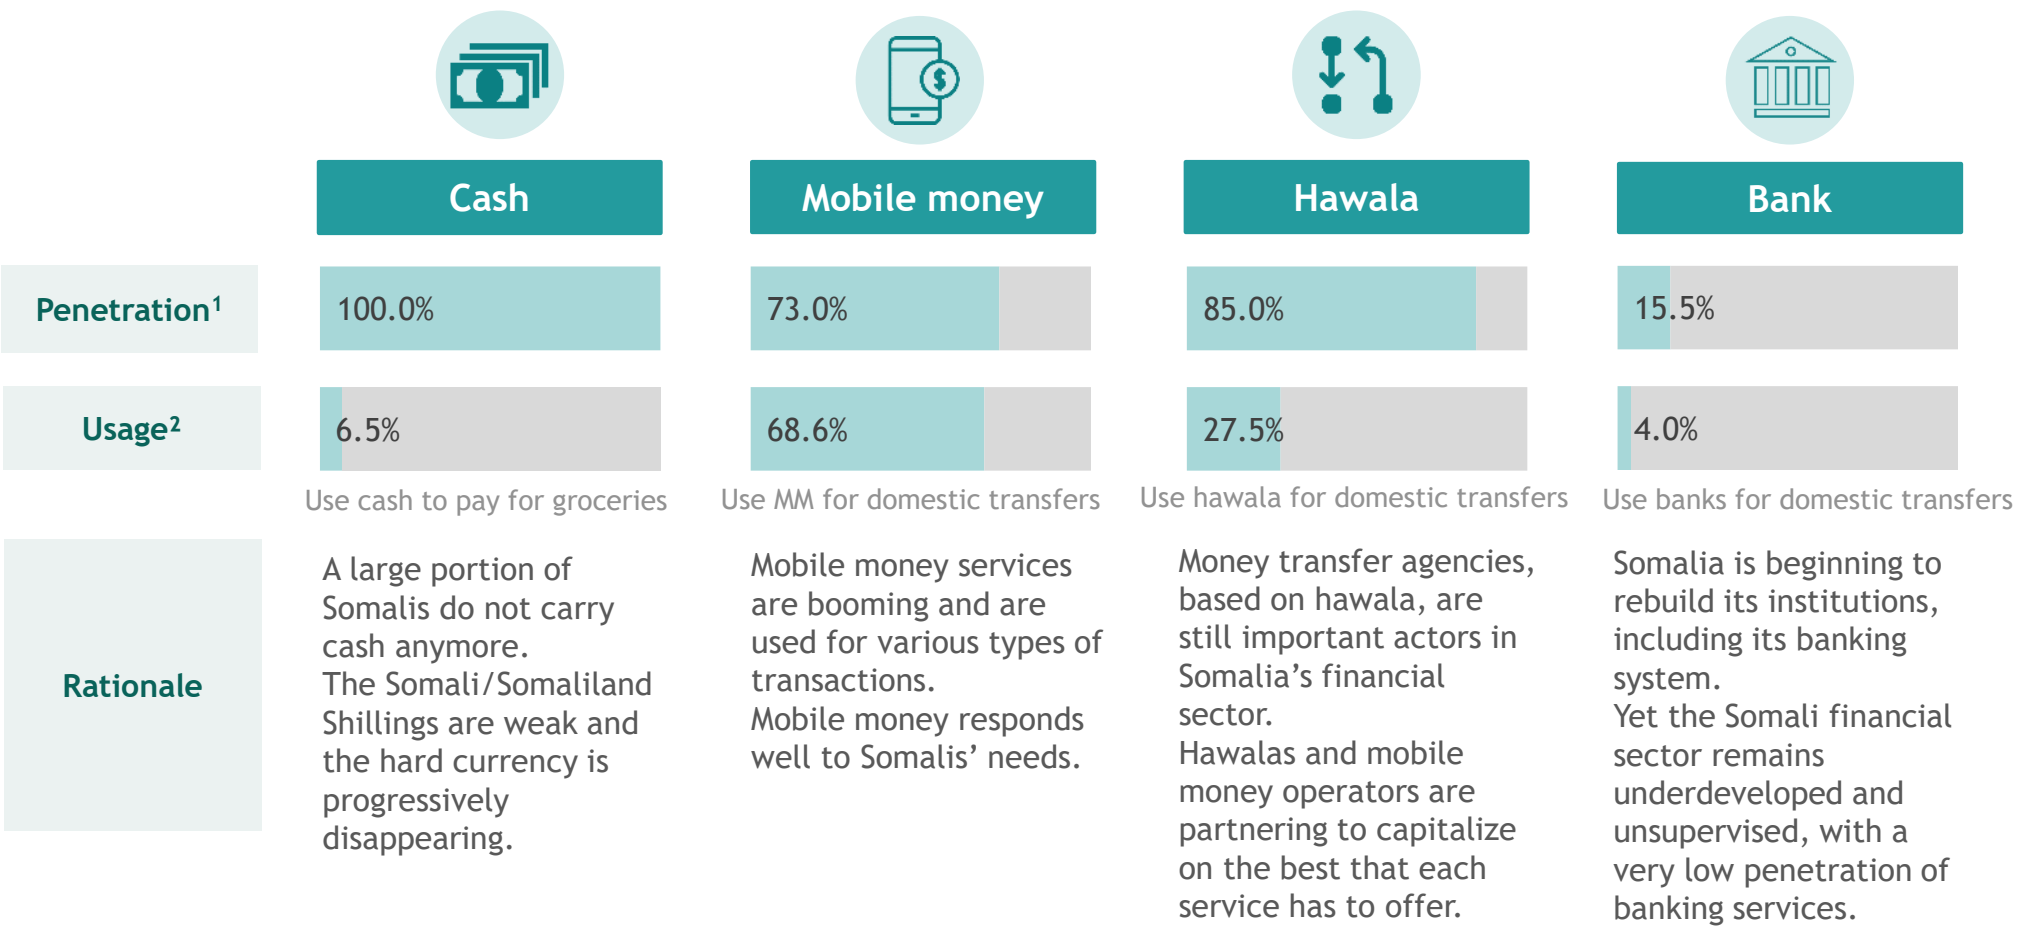 Cash
Mobile money
Hawala
Bank
Penetration¹
100.0%
73.0%
85.0%
15.5%
Usage²
6.5%
68.6%
27.5%
4.0%
Use cash to pay for groceries
Use MM for domestic transfers
Use hawala for domestic transfers
Use banks for domestic transfers
Rationale
A large portion of
Somalis do not carry
cash anymore.
The Somali/Somaliland
Shillings are weak and
the hard currency is
progressively
disappearing.
Mobile money services
are booming and are
used for various types of
transactions.
Mobile money responds
well to Somalis’ needs.
Money transfer agencies,
based on hawala, are
still important actors in
Somalia’s financial
sector.
Hawalas and mobile
money operators are
partnering to capitalize
on the best that each
service has to offer.
Somalia is beginning to
rebuild its institutions,
including its banking
system.
Yet the Somali financial
sector remains
underdeveloped and
unsupervised, with a
very low penetration of
banking services.